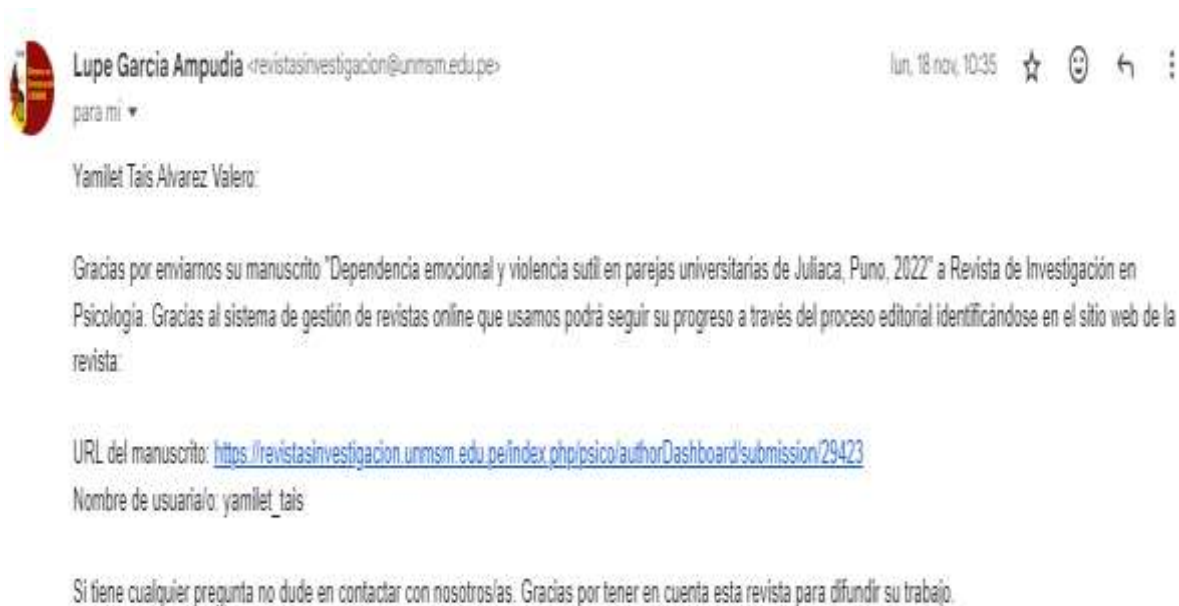 Lupe Garcia Ampudia <revistasinvestigacion@unmsm.edu.pe>
lun, 18 nov, 10:35
para mí
Yamilet Tais Alvarez Valero:
Gracias por enviarnos su manuscrito "Dependencia emocional y violencia sutil en parejas universitarias de Juliaca, Puno, 2022" a Revista de Investigación en
Psicología. Gracias al sistema de gestión de revistas online que usamos podrá seguir su progreso a través del proceso editorial identificándose en el sitio web de la
revista:
URL del manuscrito: https://revistasinvestigacion.unmsm.edu.pe/index.php/psico/authorDashboard/submission/29423
Nombre de usuaria/o: yamilet_tais
Si tiene cualquier pregunta no dude en contactar con nosotros/as. Gracias por tener en cuenta esta revista para difundir su trabajo.